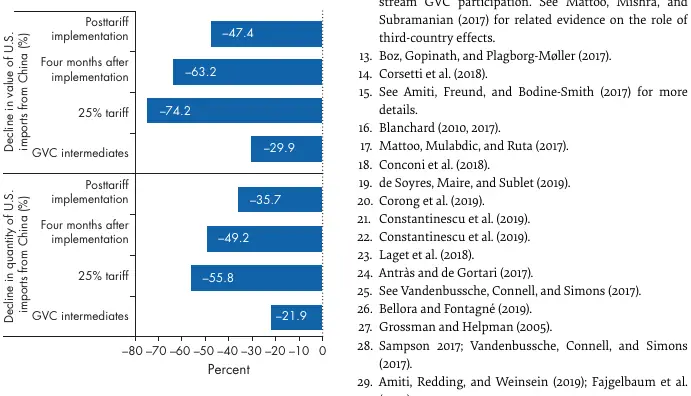 Decline in value of U.S.
imports from China (%)
Posttariff
implementation
–47.4
Four months after
implementation
–63.2
25% tariff
–74.2
GVC intermediates
–29.9
Decline in quantity of U.S.
imports from China (%)
Posttariff
implementation
–35.7
Four months after
implementation
–49.2
25% tariff
–55.8
GVC intermediates
–21.9
–80 –70 –60 –50 –40 –30 –20 –10 0
Percent
stream GVC participation. See Mattoo, Mishra, and
Subramanian (2017) for related evidence on the role of
third-country effects.
13. Boz, Gopinath, and Plagborg-Møller (2017).
14. Corsetti et al. (2018).
15. See Amiti, Freund, and Bodine-Smith (2017) for more
details.
16. Blanchard (2010, 2017).
17. Mattoo, Mulabdic, and Ruta (2017).
18. Conconi et al. (2018).
19. de Soyres, Maire, and Sublet (2019).
20. Corong et al. (2019).
21. Constantinescu et al. (2019).
22. Constantinescu et al. (2019).
23. Laget et al. (2018).
24. Antràs and de Gortari (2017).
25. See Vandenbussche, Connell, and Simons (2017).
26. Bellora and Fontagné (2019).
27. Grossman and Helpman (2005).
28. Sampson 2017; Vandenbussche, Connell, and Simons
(2017).
29. Amiti, Redding, and Weinsein (2019); Fajgelbaum et al.